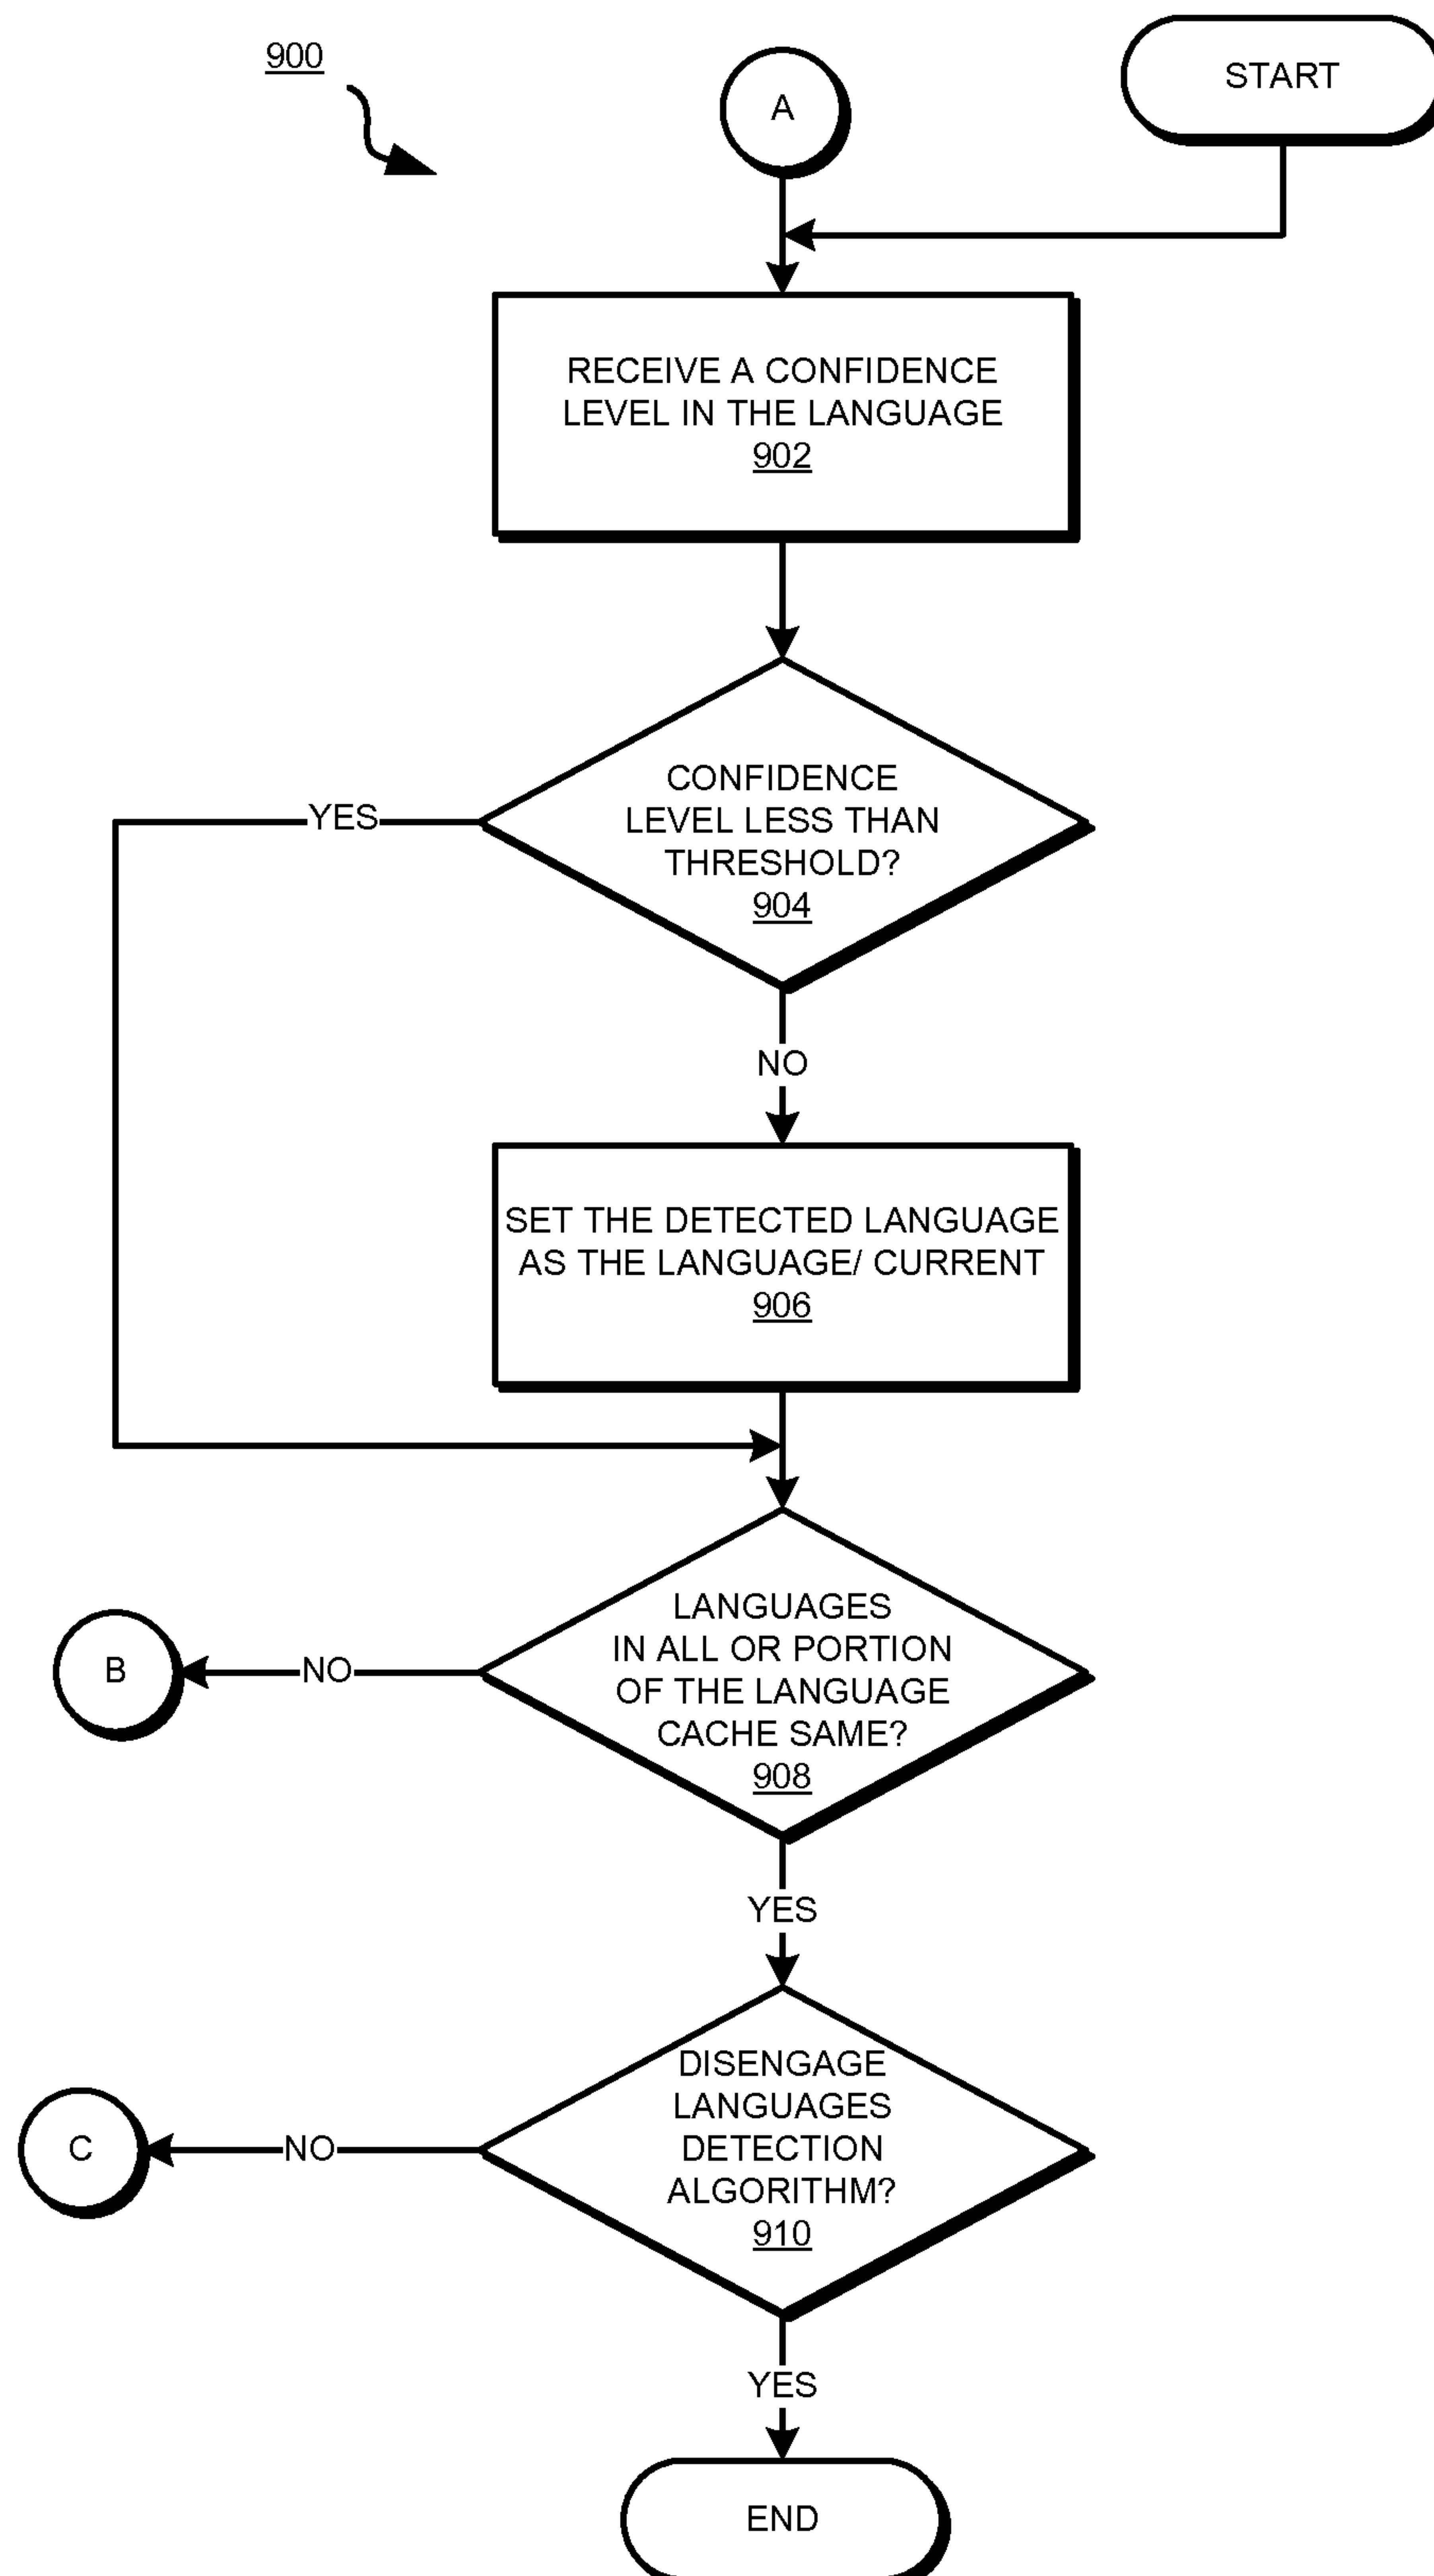 900
A
START
RECEIVE A CONFIDENCE
LEVEL IN THE LANGUAGE
902
CONFIDENCE
LEVEL LESS THAN
THRESHOLD?
904
YES
NO
SET THE DETECTED LANGUAGE
AS THE LANGUAGE/ CURRENT
906
LANGUAGES
IN ALL OR PORTION
OF THE LANGUAGE
CACHE SAME?
908
B
NO
YES
DISENGAGE
LANGUAGES
DETECTION
ALGORITHM?
910
C
NO
YES
END